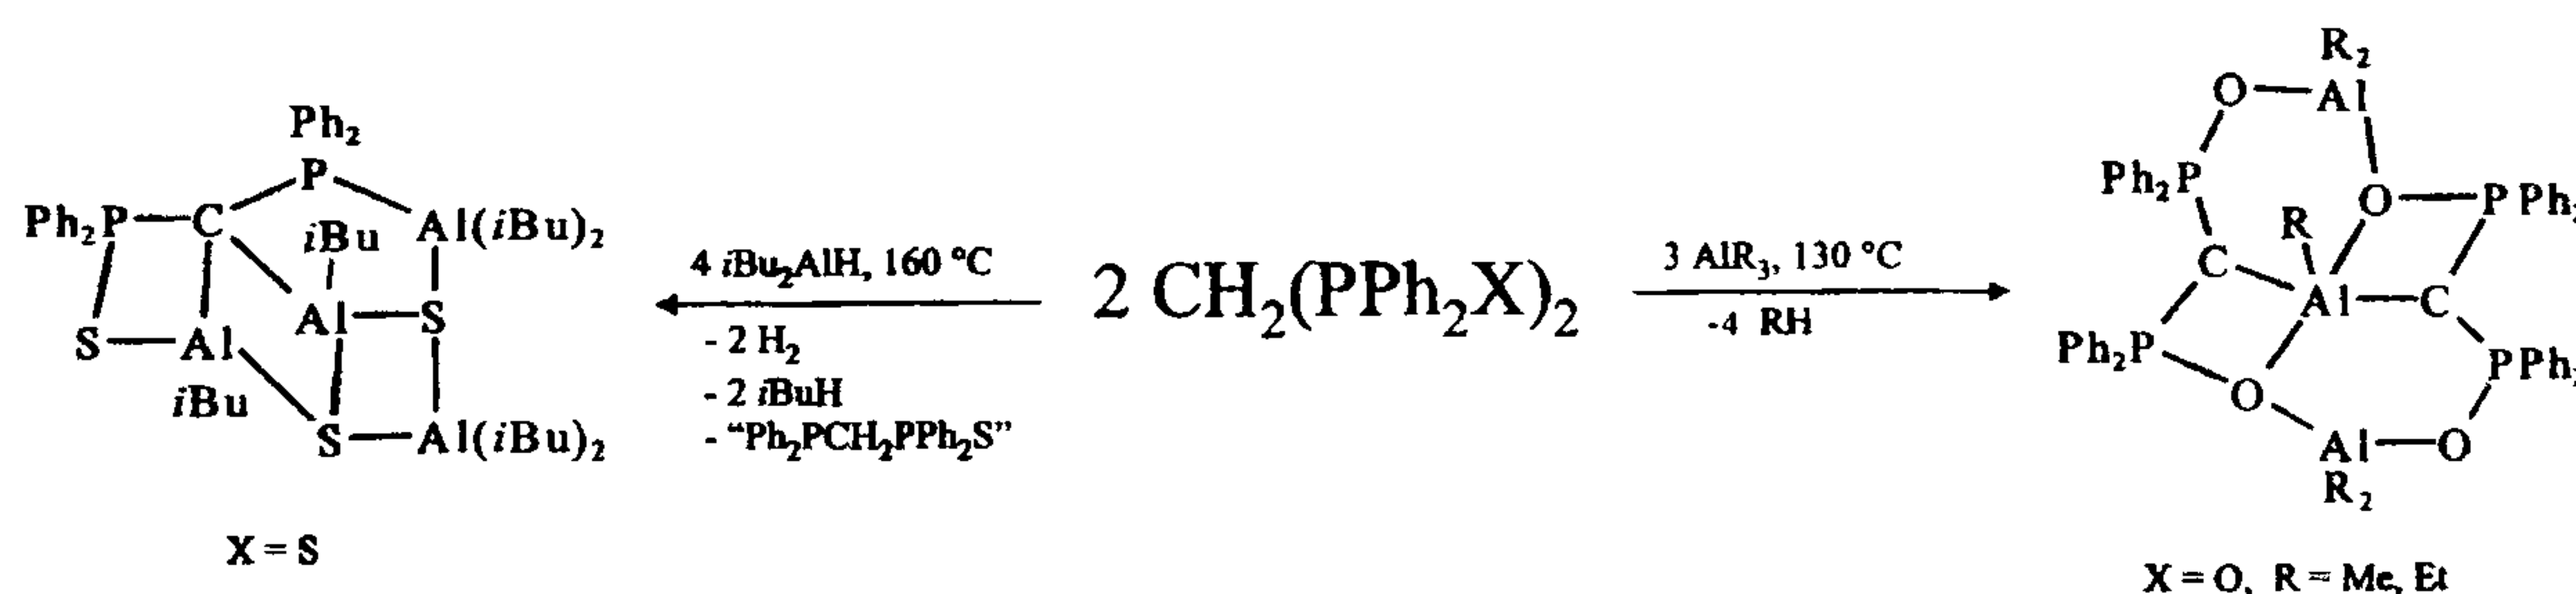 Ph₂
P
Ph₂P C iBu Al(iBu)₂
Al S
S Al
iBu
S Al(iBu)₂
X = S
4 iBu₂AlH, 160 °C
- 2 H₂
- 2 iBuH
- “Ph₂PCH₂PPh₂S”
2 CH₂(PPh₂X)₂
3 AlR₃, 130 °C
-4 RH
R₂
O Al
Ph₂P O PPh₂
R
C Al C
Ph₂P PPh₂
O
Al O
R₂
X = O, R = Me, Et